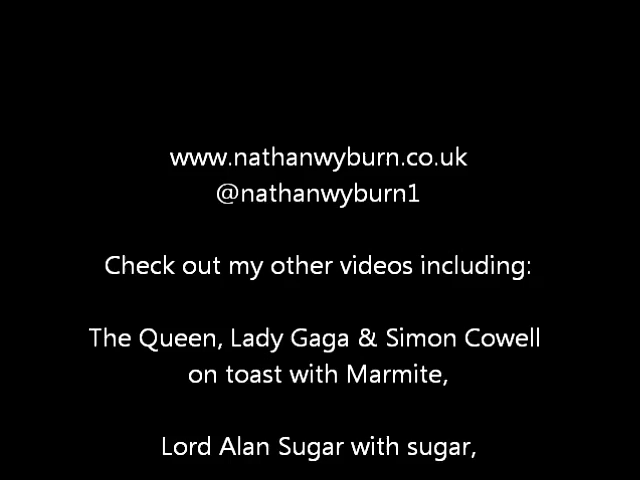 www.nathanwyburn.co.uk
@nathanwyburn1
Check out my other videos including:
The Queen, Lady Gaga & Simon Cowell
on toast with Marmite,
Lord Alan Sugar with sugar,